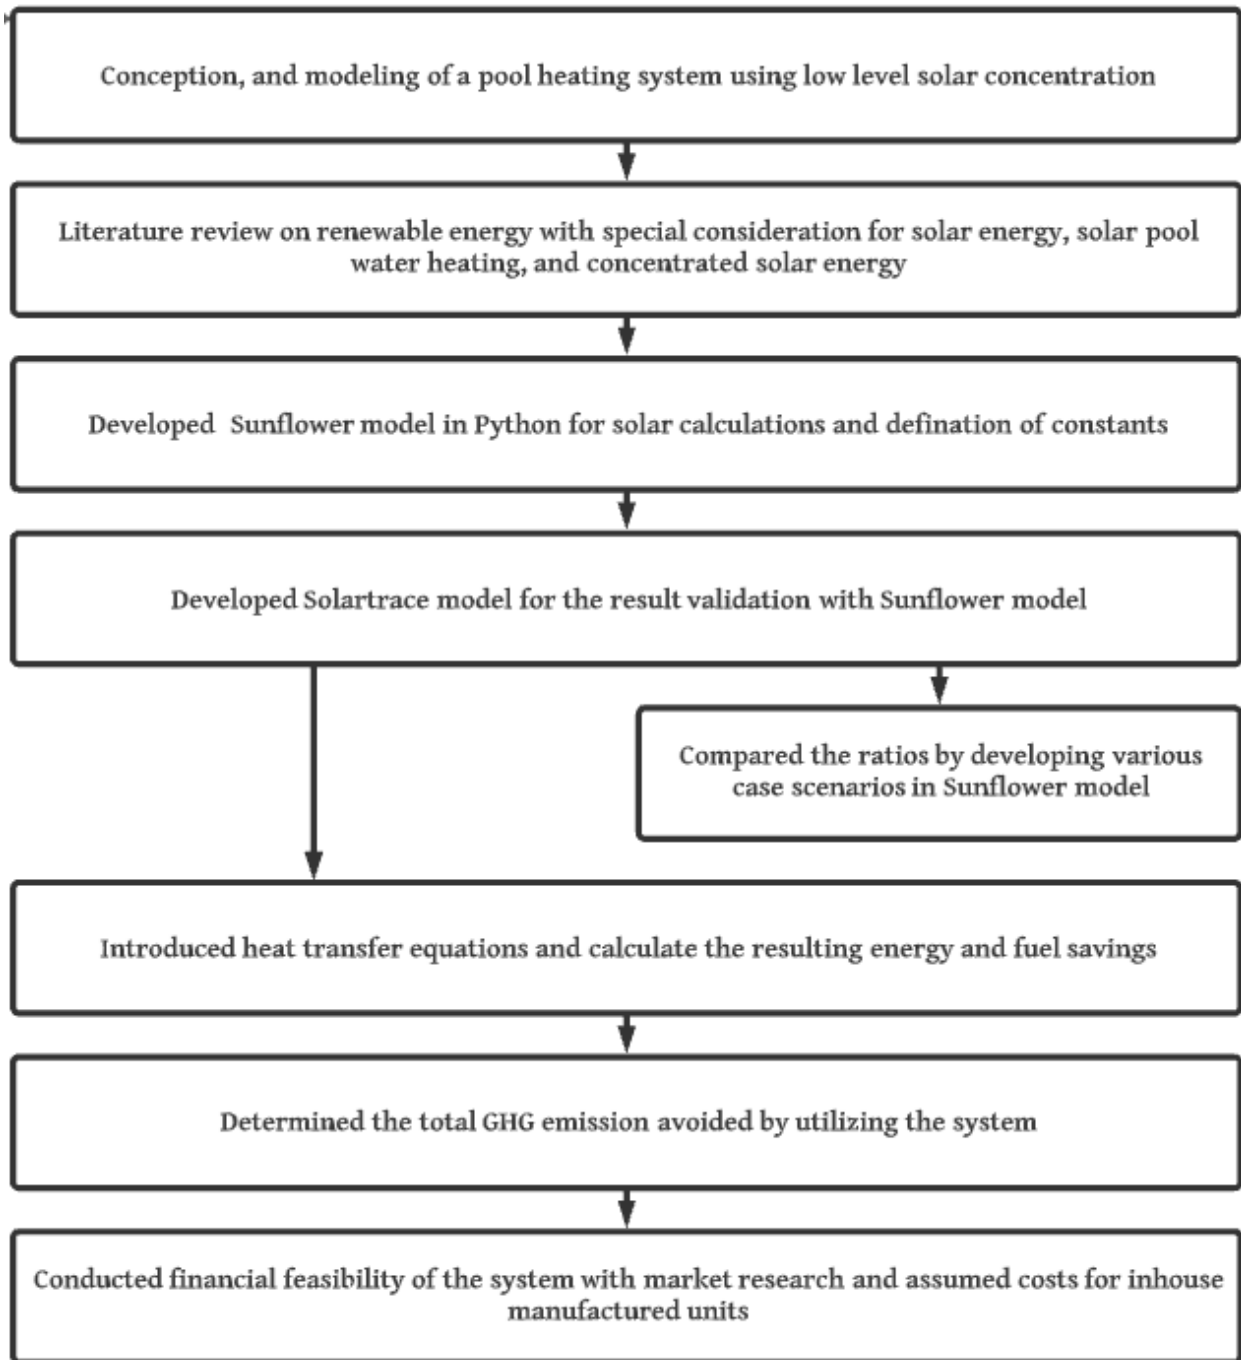 Conception, and modeling of a pool heating system using low level solar concentration
Literature review on renewable energy with special consideration for solar energy, solar pool
water heating, and concentrated solar energy
Developed Sunflower model in Python for solar calculations and defination of constants
Developed Solartrace model for the result validation with Sunflower model
Compared the ratios by developing various
case scenarios in Sunflower model
Introduced heat transfer equations and calculate the resulting energy and fuel savings
Determined the total GHG emission avoided by utilizing the system
Conducted financial feasibility of the system with market research and assumed costs for inhouse
manufactured units